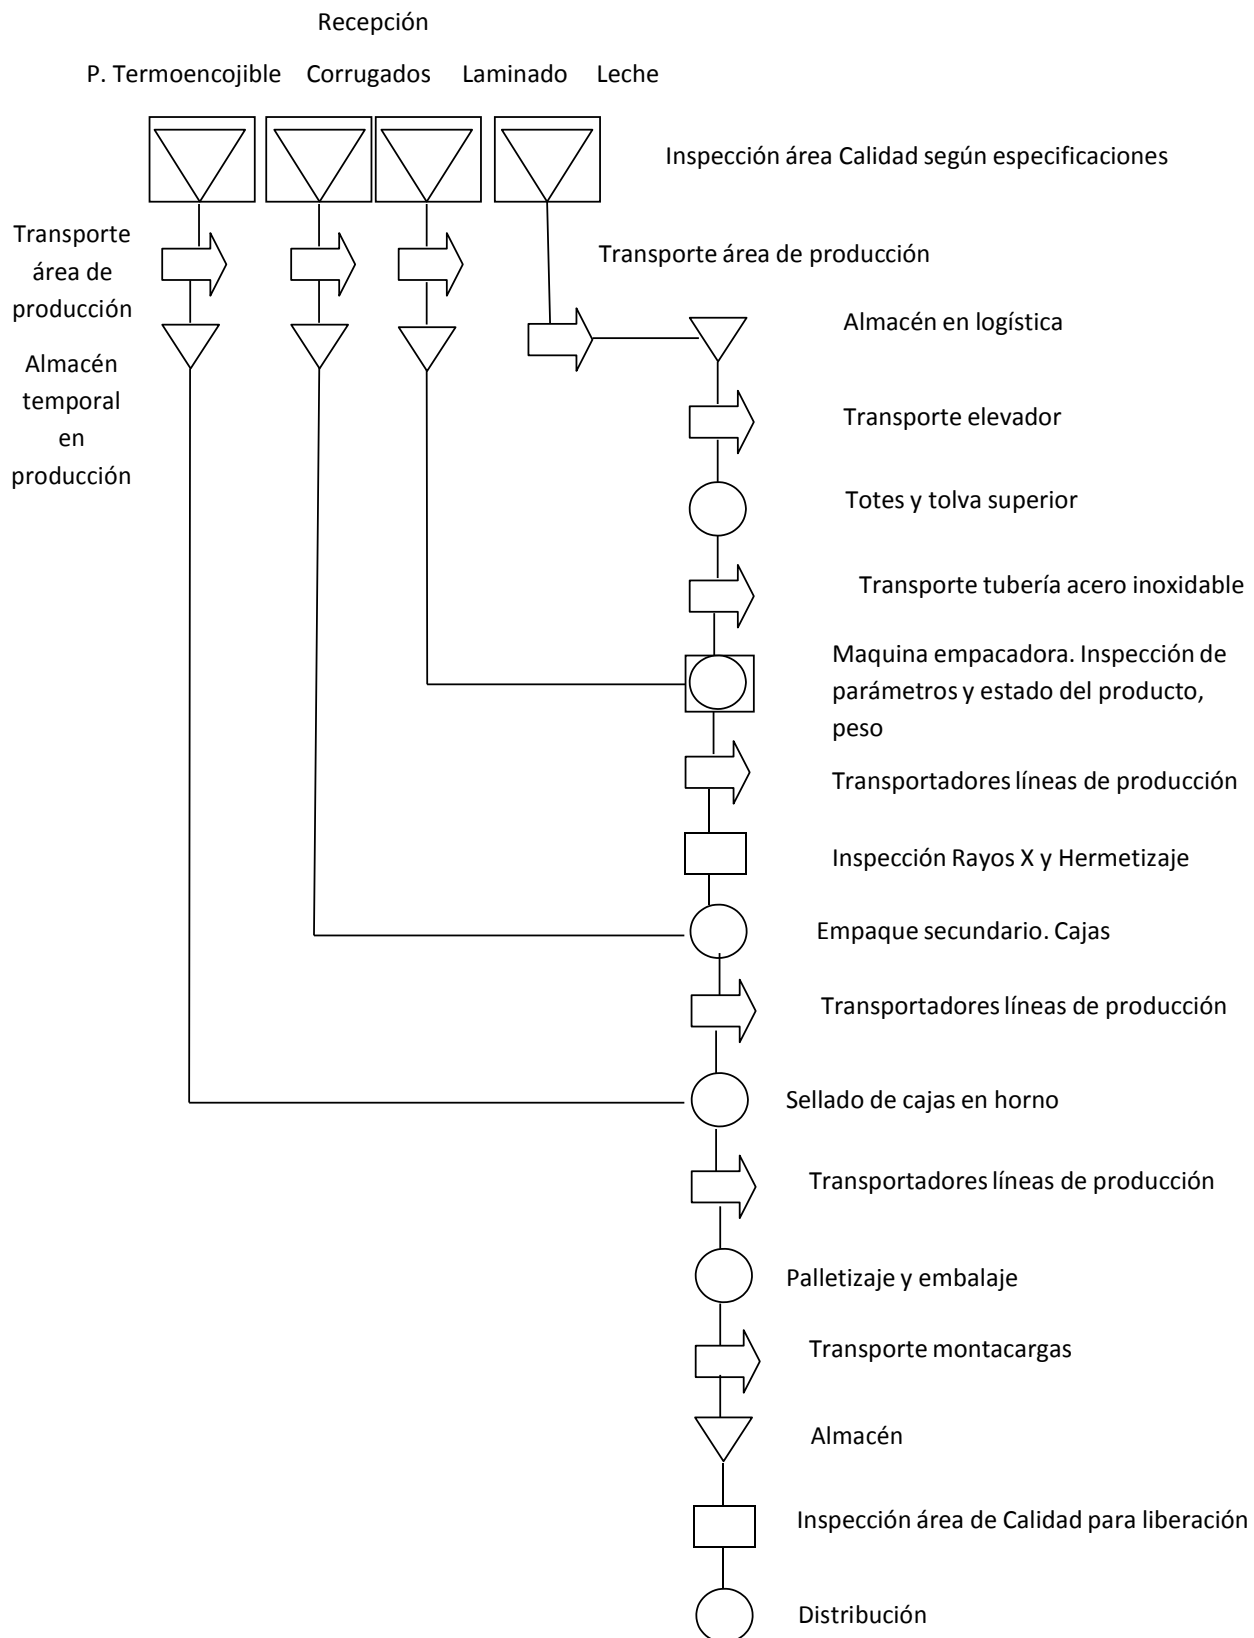 Recepción
P. Termoencojible Corrugados Laminado Leche
Inspección área Calidad según especificaciones
Transporte
área de
producción
Transporte área de producción
Almacén
temporal
en
producción
Almacén en logística
Transporte elevador
Totes y tolva superior
Transporte tubería acero inoxidable
Maquina empacadora. Inspección de
parámetros y estado del producto,
peso
Transportadores líneas de producción
Inspección Rayos X y Hermetizaje
Empaque secundario. Cajas
Transportadores líneas de producción
Sellado de cajas en horno
Transportadores líneas de producción
Palletizaje y embalaje
Transporte montacargas
Almacén
Inspección área de Calidad para liberación
Distribución